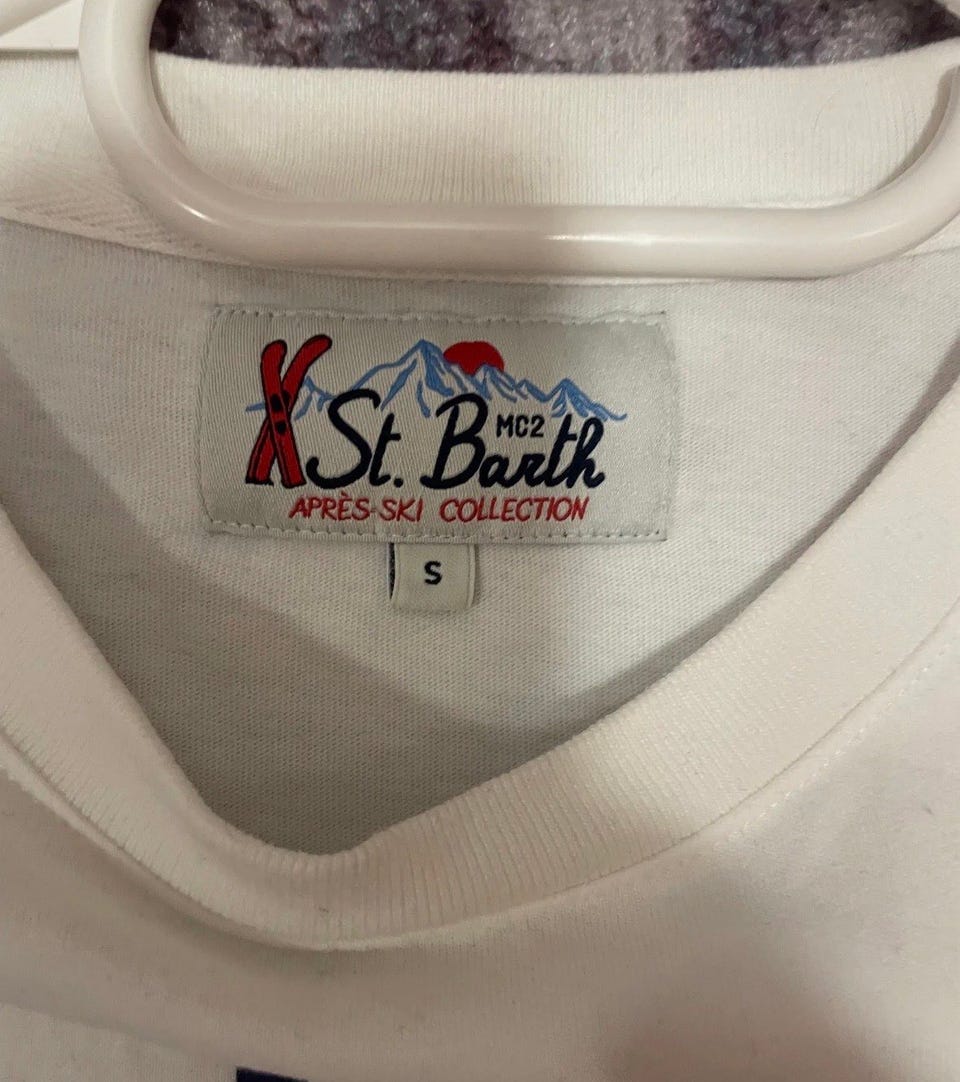 St. Barth MC2
APRÈS-SKI COLLECTION
S